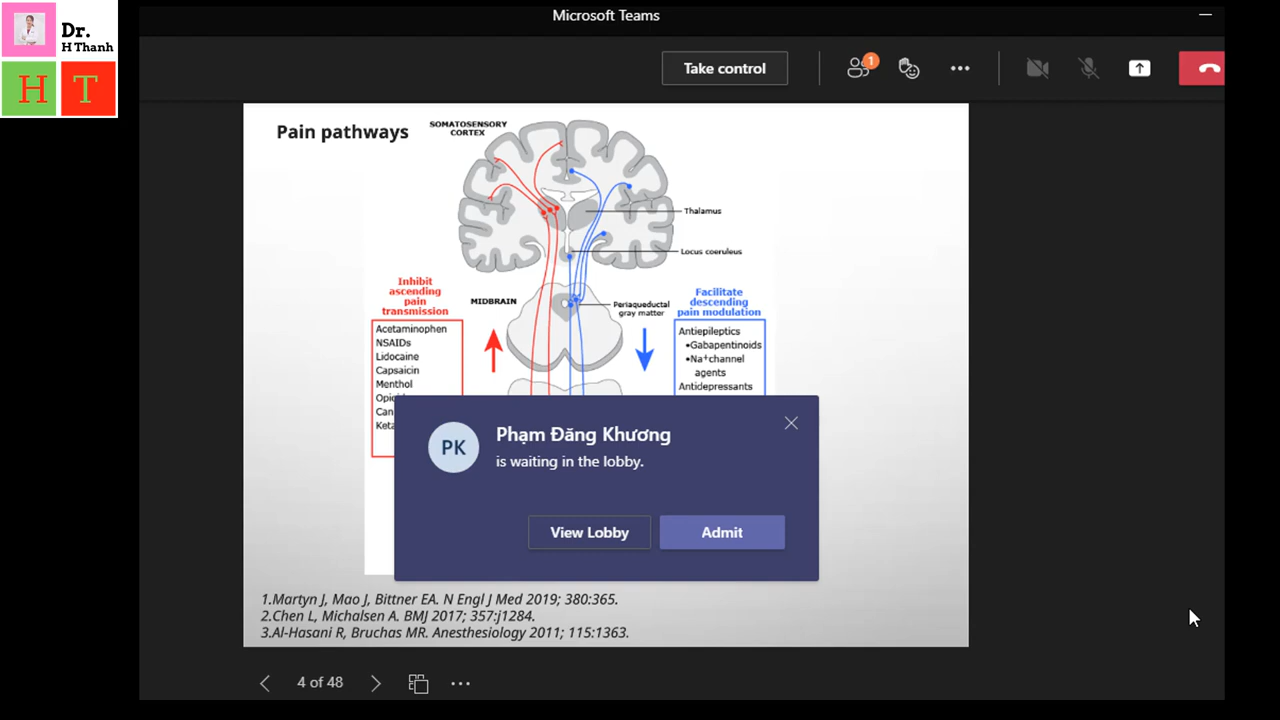 Microsoft Teams
Dr.
H Thanh
H T
Take control
1
Pain pathways
SOMATOSENSORY
CORTEX
Thalamus
Locus coeruleus
Inhibit
ascending
pain
transmission
MIDBRAIN
Periaqueductal
gray matter
Facilitate
descending
pain modulation
Acetaminophen
NSAIDs
Lidocaine
Capsaicin
Menthol
Opio
Can
Keta
Antiepileptics
•Gabapentinoids
•Na+channel
agents
Antidepressants
PK
Phạm Đăng Khương
is waiting in the lobby.
View Lobby
Admit
1.Martyn J, Mao J, Bittner EA. N Engl J Med 2019; 380:365.
2.Chen L, Michalsen A. BMJ 2017; 357:j1284.
3.Al-Hasani R, Bruchas MR. Anesthesiology 2011; 115:1363.
4 of 48